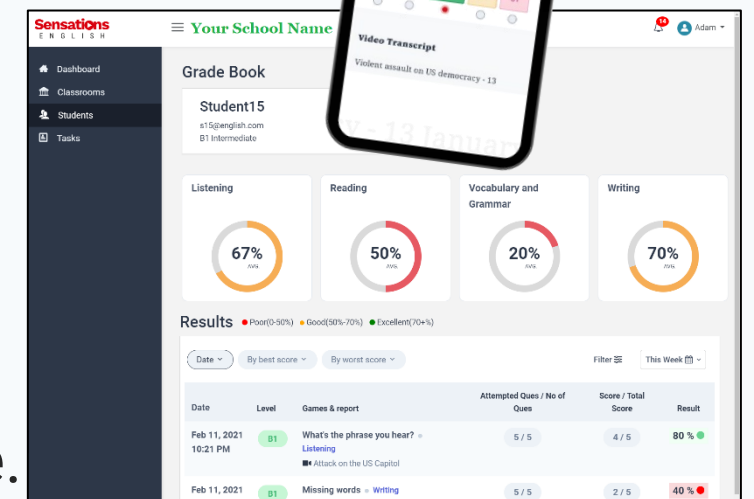 Sensations
ENGLISH
Your School Name
14
Adam
Dashboard
Classrooms
Students
Tasks
Grade Book
Student15
s15@english.com
B1 Intermediate
Video Transcript
Violent assault on US democracy - 13
- 13 Januar
Listening
67%
AVG
Reading
50%
AVG
Vocabulary and
Grammar
20%
AVG
Writing
70%
AVG
Results
Poor(0-50%) Good(50%-70%) Excellent(70+%)
Date By best score By worst score Filter This Week
Date Level Games & report Attempted Ques / No of
Ques Score / Total
Score Result
Feb 11, 2021
10:21 PM
B1
What's the phrase you hear?
Listening
Attack on the US Capitol
5 / 5
4 / 5
80 %
Feb 11, 2021
B1
Missing words Writing
5 / 5
2 / 5
40 %